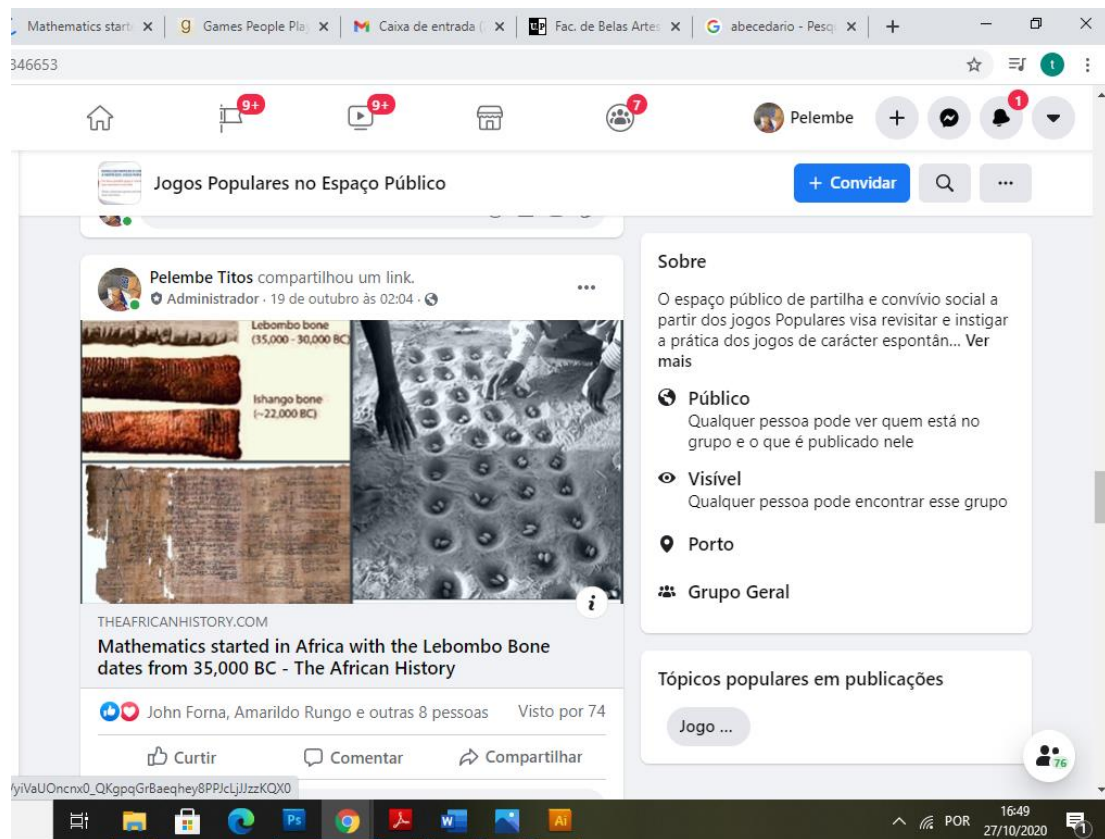 Mathematics start
Games People Play
Caixa de entrada (
Fac. de Belas Artes
abecedario - Pesq
346653
t
9+
9+
7
Pelembe
1
Jogos Populares no Espaço Público
+ Convidar
Pelembe Titos compartilhou um link.
Administrador · 19 de outubro às 02:04 ·
Lebombo bone
(35,000 - 30,000 BC)
Ishango bone
(~22,000 BC)
THEAFRICANHISTORY.COM
Mathematics started in Africa with the Lebombo Bone
dates from 35,000 BC - The African History
John Forna, Amarildo Rungo e outras 8 pessoas
Visto por 74
Curtir
Comentar
Compartilhar
Sobre
O espaço público de partilha e convívio social a
partir dos jogos Populares visa revisitar e instigar
a prática dos jogos de carácter espontân... Ver
mais
Público
Qualquer pessoa pode ver quem está no
grupo e o que é publicado nele
Visível
Qualquer pessoa pode encontrar esse grupo
Porto
Grupo Geral
Tópicos populares em publicações
Jogo ...
76
Ps
W
Ai
POR
16:49
27/10/2020
1